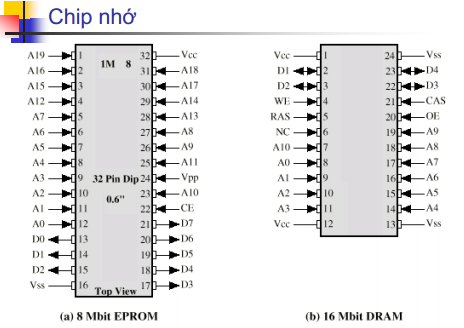 Chip nhớ
A19 1 1M 8 32 Vcc
A16 2 31 A18
A15 3 30 A17
A12 4 29 A14
A7 5 28 A13
A6 6 27 A8
A5 7 26 A9
A4 8 25 A11
A3 9 32 Pin Dip 24 Vpp
A2 10 23 A10
0.6"
A1 11 22 CE
A0 12 21 D7
D0 13 20 D6
D1 14 19 D5
D2 15 18 D4
Vss 16 17 D3
Top View
(a) 8 Mbit EPROM
Vcc 1 24 Vss
D1 2 23 D4
D2 3 22 D3
WE 4 21 CAS
RAS 5 20 OE
NC 6 19 A9
A10 7 18 A8
A0 8 17 A7
A1 9 16 A6
A2 10 15 A5
A3 11 14 A4
Vcc 12 13 Vss
(b) 16 Mbit DRAM